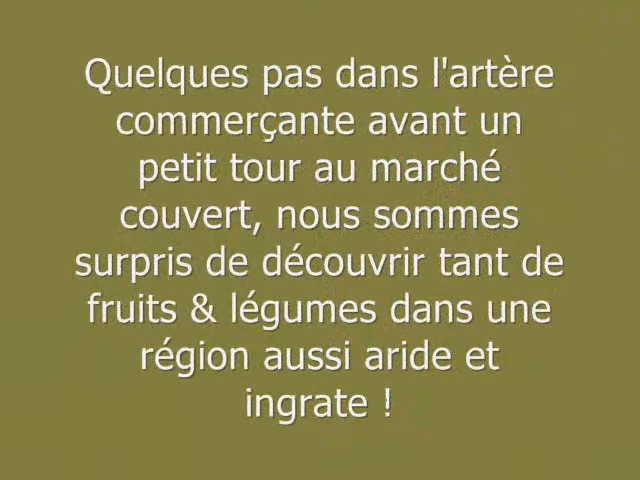 Quelques pas dans l'artère
commerçante avant un
petit tour au marché
couvert, nous sommes
surpris de découvrir tant de
fruits & légumes dans une
région aussi aride et
ingrate !